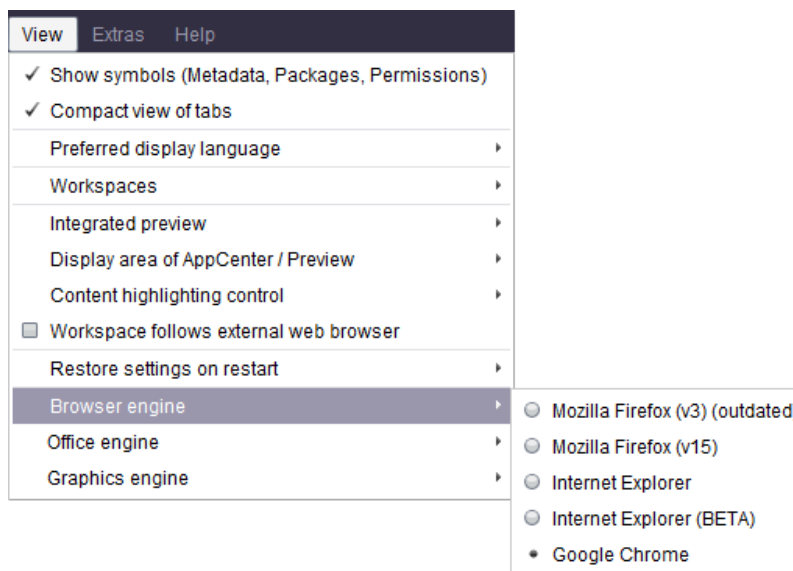 View Extras Help
Show symbols (Metadata, Packages, Permissions)
Compact view of tabs
Preferred display language
Workspaces
Integrated preview
Display area of AppCenter / Preview
Content highlighting control
Workspace follows external web browser
Restore settings on restart
Browser engine
Office engine
Graphics engine
Mozilla Firefox (v3) (outdated
Mozilla Firefox (v15)
Internet Explorer
Internet Explorer (BETA)
Google Chrome